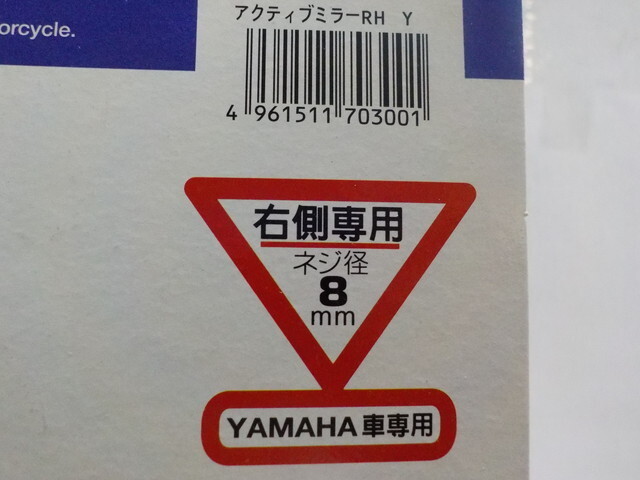 orcycle.
アクティブミラーRH Y
4 961511 703001
右側専用
ネジ径
8
mm
YAMAHA車専用